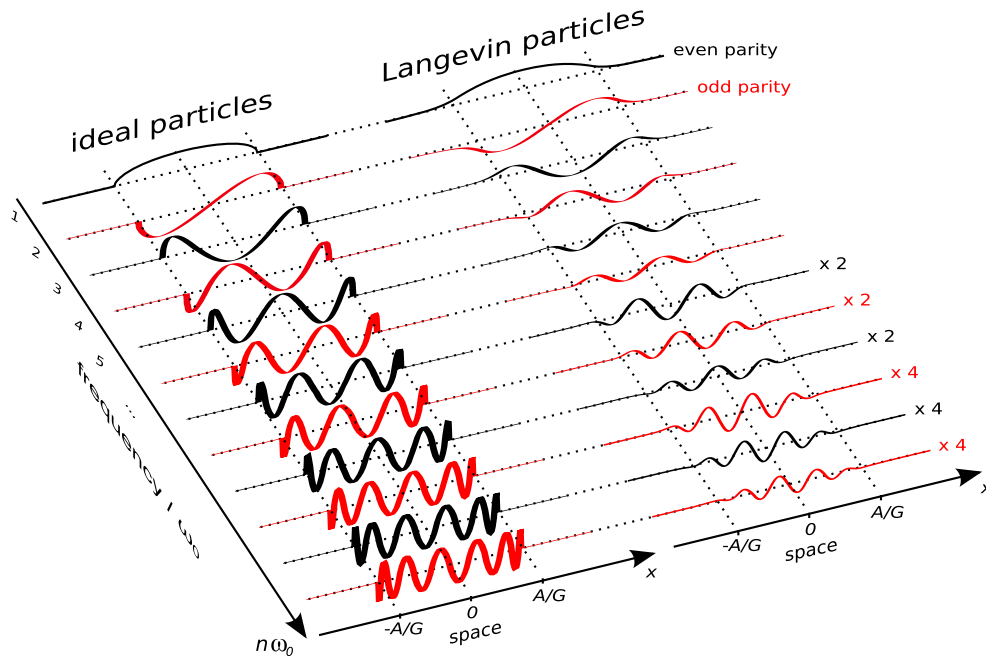 Langevin particles
even parity
odd parity
ideal particles
1
2
3
4
5
...
frequency / ω₀
nω₀
x 2
x 2
x 2
x 4
x 4
x 4
-A/G
0
A/G
space
x
-A/G
0
A/G
space
x